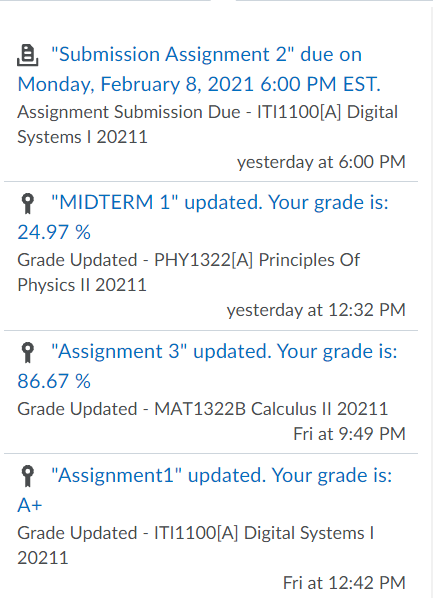 "Submission Assignment 2" due on
Monday, February 8, 2021 6:00 PM EST.
Assignment Submission Due - ITI1100[A] Digital
Systems I 20211
yesterday at 6:00 PM
"MIDTERM 1" updated. Your grade is:
24.97 %
Grade Updated - PHY1322[A] Principles Of
Physics II 20211
yesterday at 12:32 PM
"Assignment 3" updated. Your grade is:
86.67 %
Grade Updated - MAT1322B Calculus II 20211
Fri at 9:49 PM
"Assignment1" updated. Your grade is:
A+
Grade Updated - ITI1100[A] Digital Systems I
20211
Fri at 12:42 PM